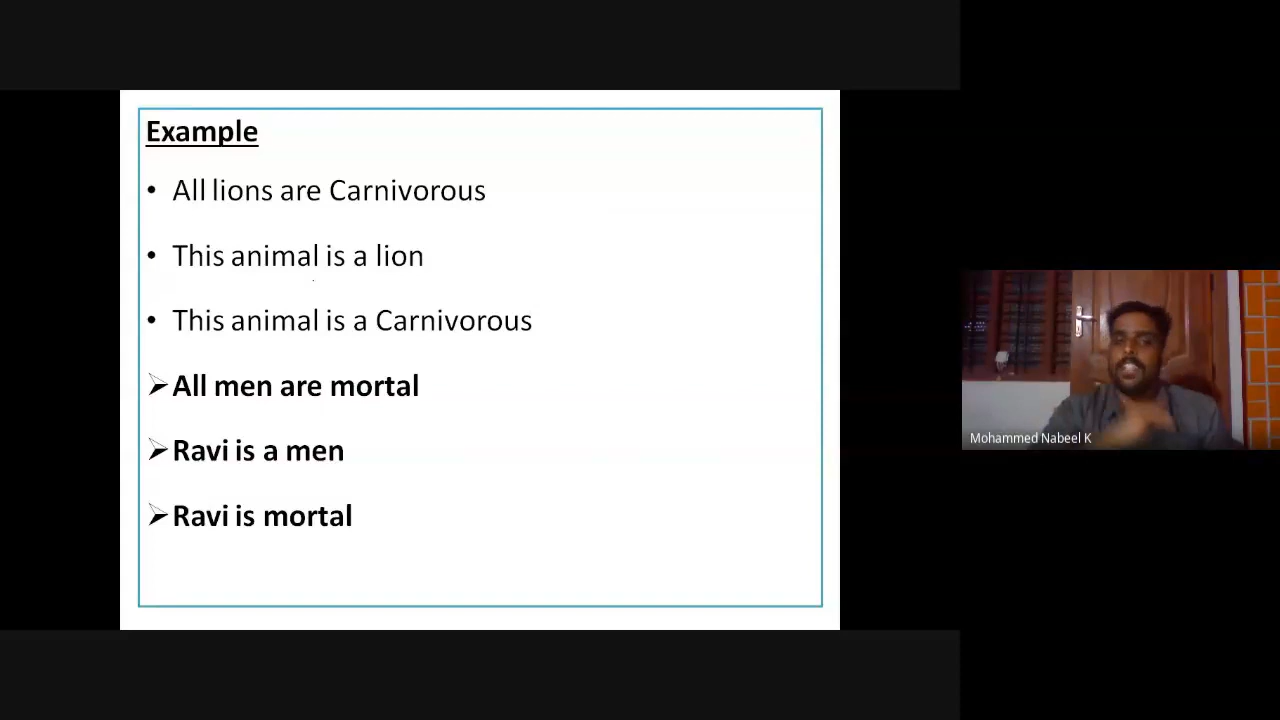 Example
• All lions are Carnivorous
• This animal is a lion
• This animal is a Carnivorous
➢ All men are mortal
➢ Ravi is a men
➢ Ravi is mortal
Mohammed Nabeel K